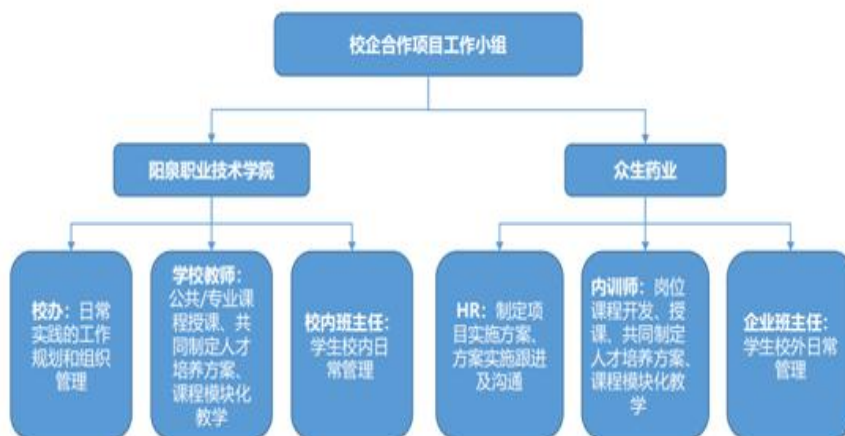 校企合作项目工作小组
阳泉职业技术学院
众生药业
校办：日常
实践的工作
规划和组织
管理
学校教师：
公共/专业课
程授课、共
同制定人才
培养方案、
课程模块化
教学
校内班主任：
学生校内日
常管理
HR：制定项
目实施方案、
方案实施跟进
及沟通
内训师：岗位
课程开发、授
课、共同制定
人才培养方案、
课程模块化教
学
企业班主任：
学生校外日常
管理